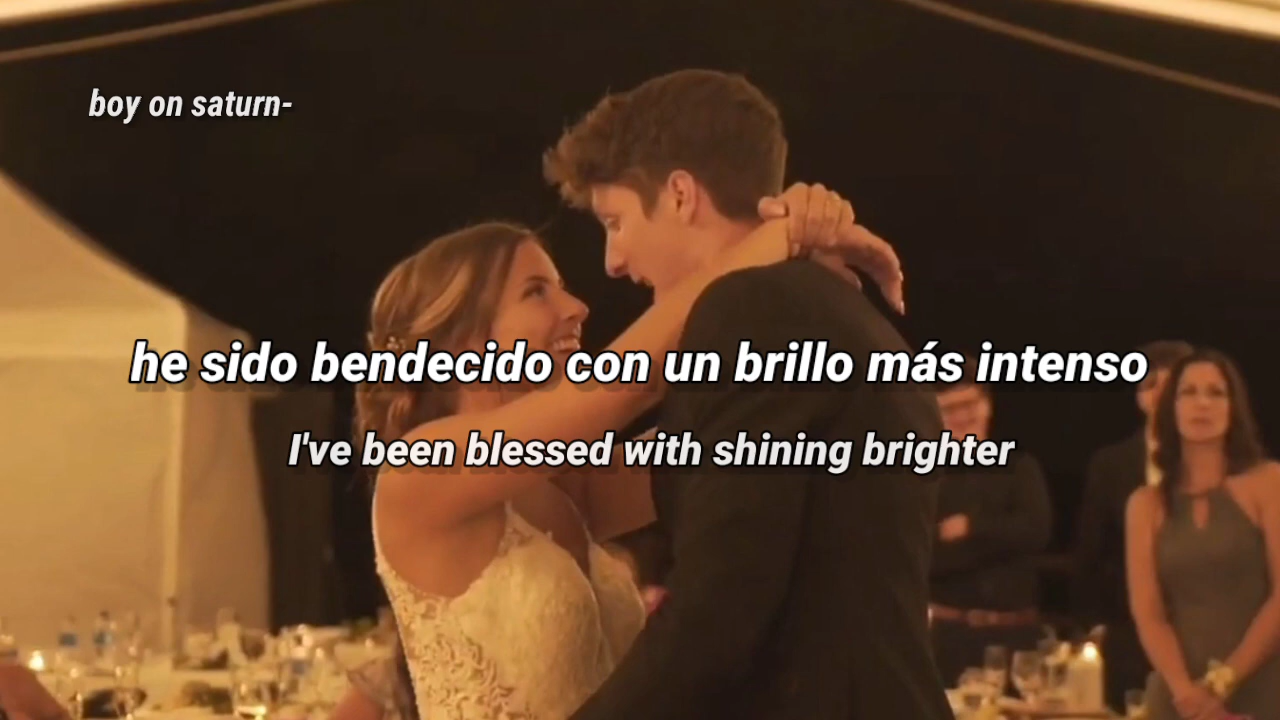 boy on saturn-
he sido bendecido con un brillo más intenso
I've been blessed with shining brighter